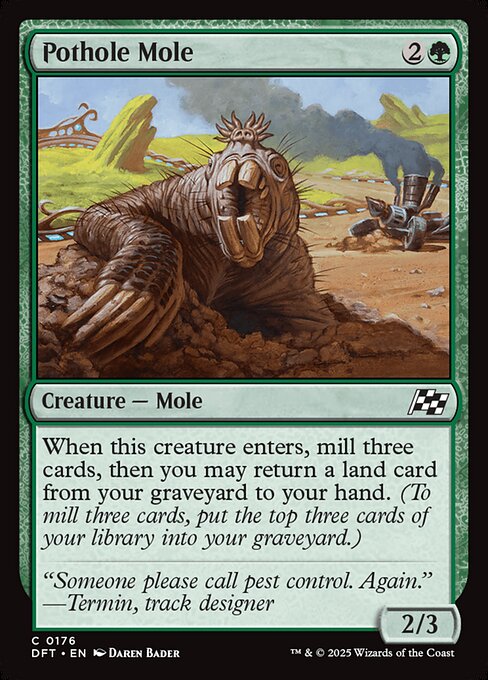 Pothole Mole 2
Creature — Mole
When this creature enters, mill three
cards, then you may return a land card
from your graveyard to your hand. (To
mill three cards, put the top three cards of
your library into your graveyard.)
“Someone please call pest control. Again.”
—Termin, track designer
2/3
C 0176
DFT • EN Daren Bader
™ & © 2025 Wizards of the Coast